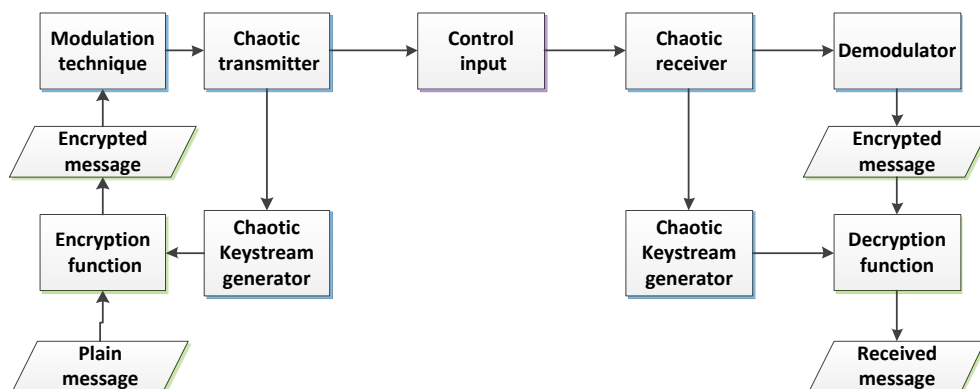 Modulation
technique
Chaotic
transmitter
Control
input
Chaotic
receiver
Demodulator
Encrypted
message
Encrypted
message
Encryption
function
Chaotic
Keystream
generator
Chaotic
Keystream
generator
Decryption
function
Plain
message
Received
message